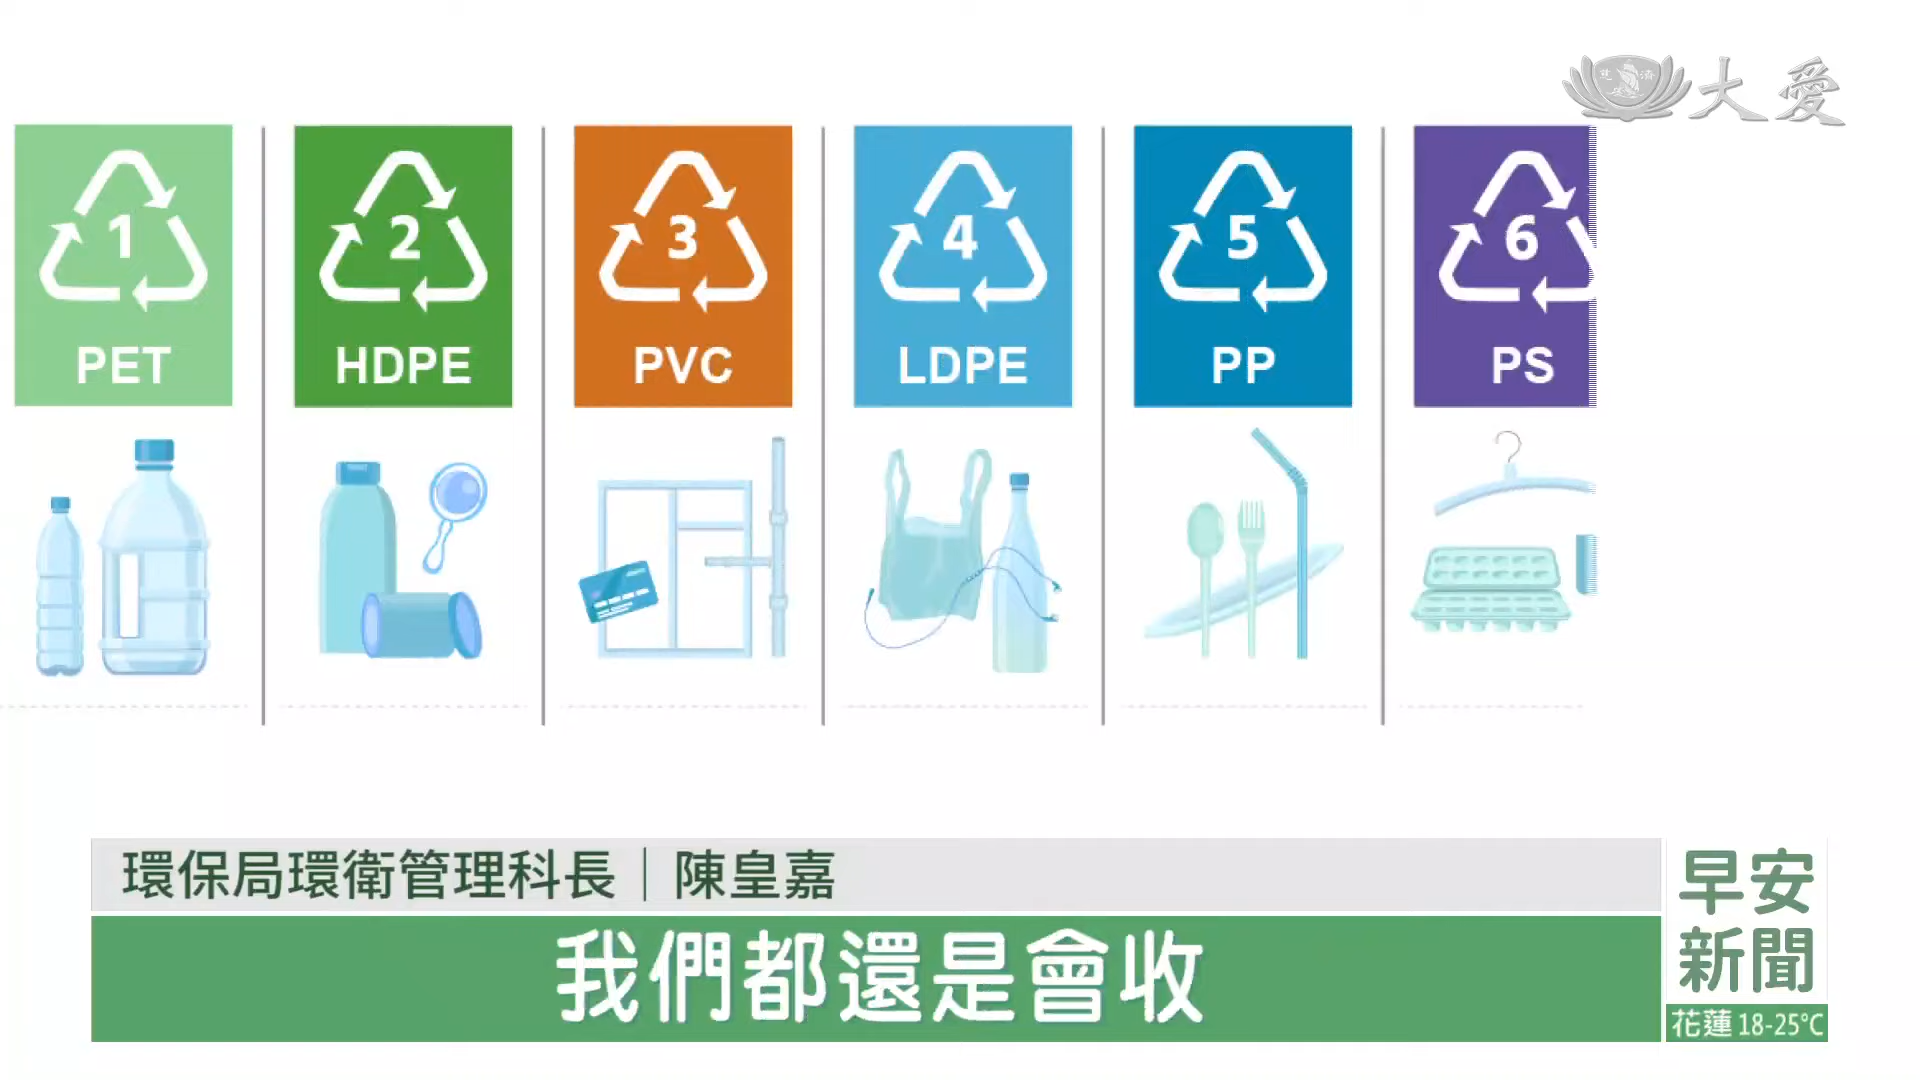 大愛
1
PET
2
HDPE
3
PVC
4
LDPE
5
PP
6
PS
環保局環衛管理科長｜陳皇嘉
我們都還是會收
早安
新聞
花蓮 18-25°C